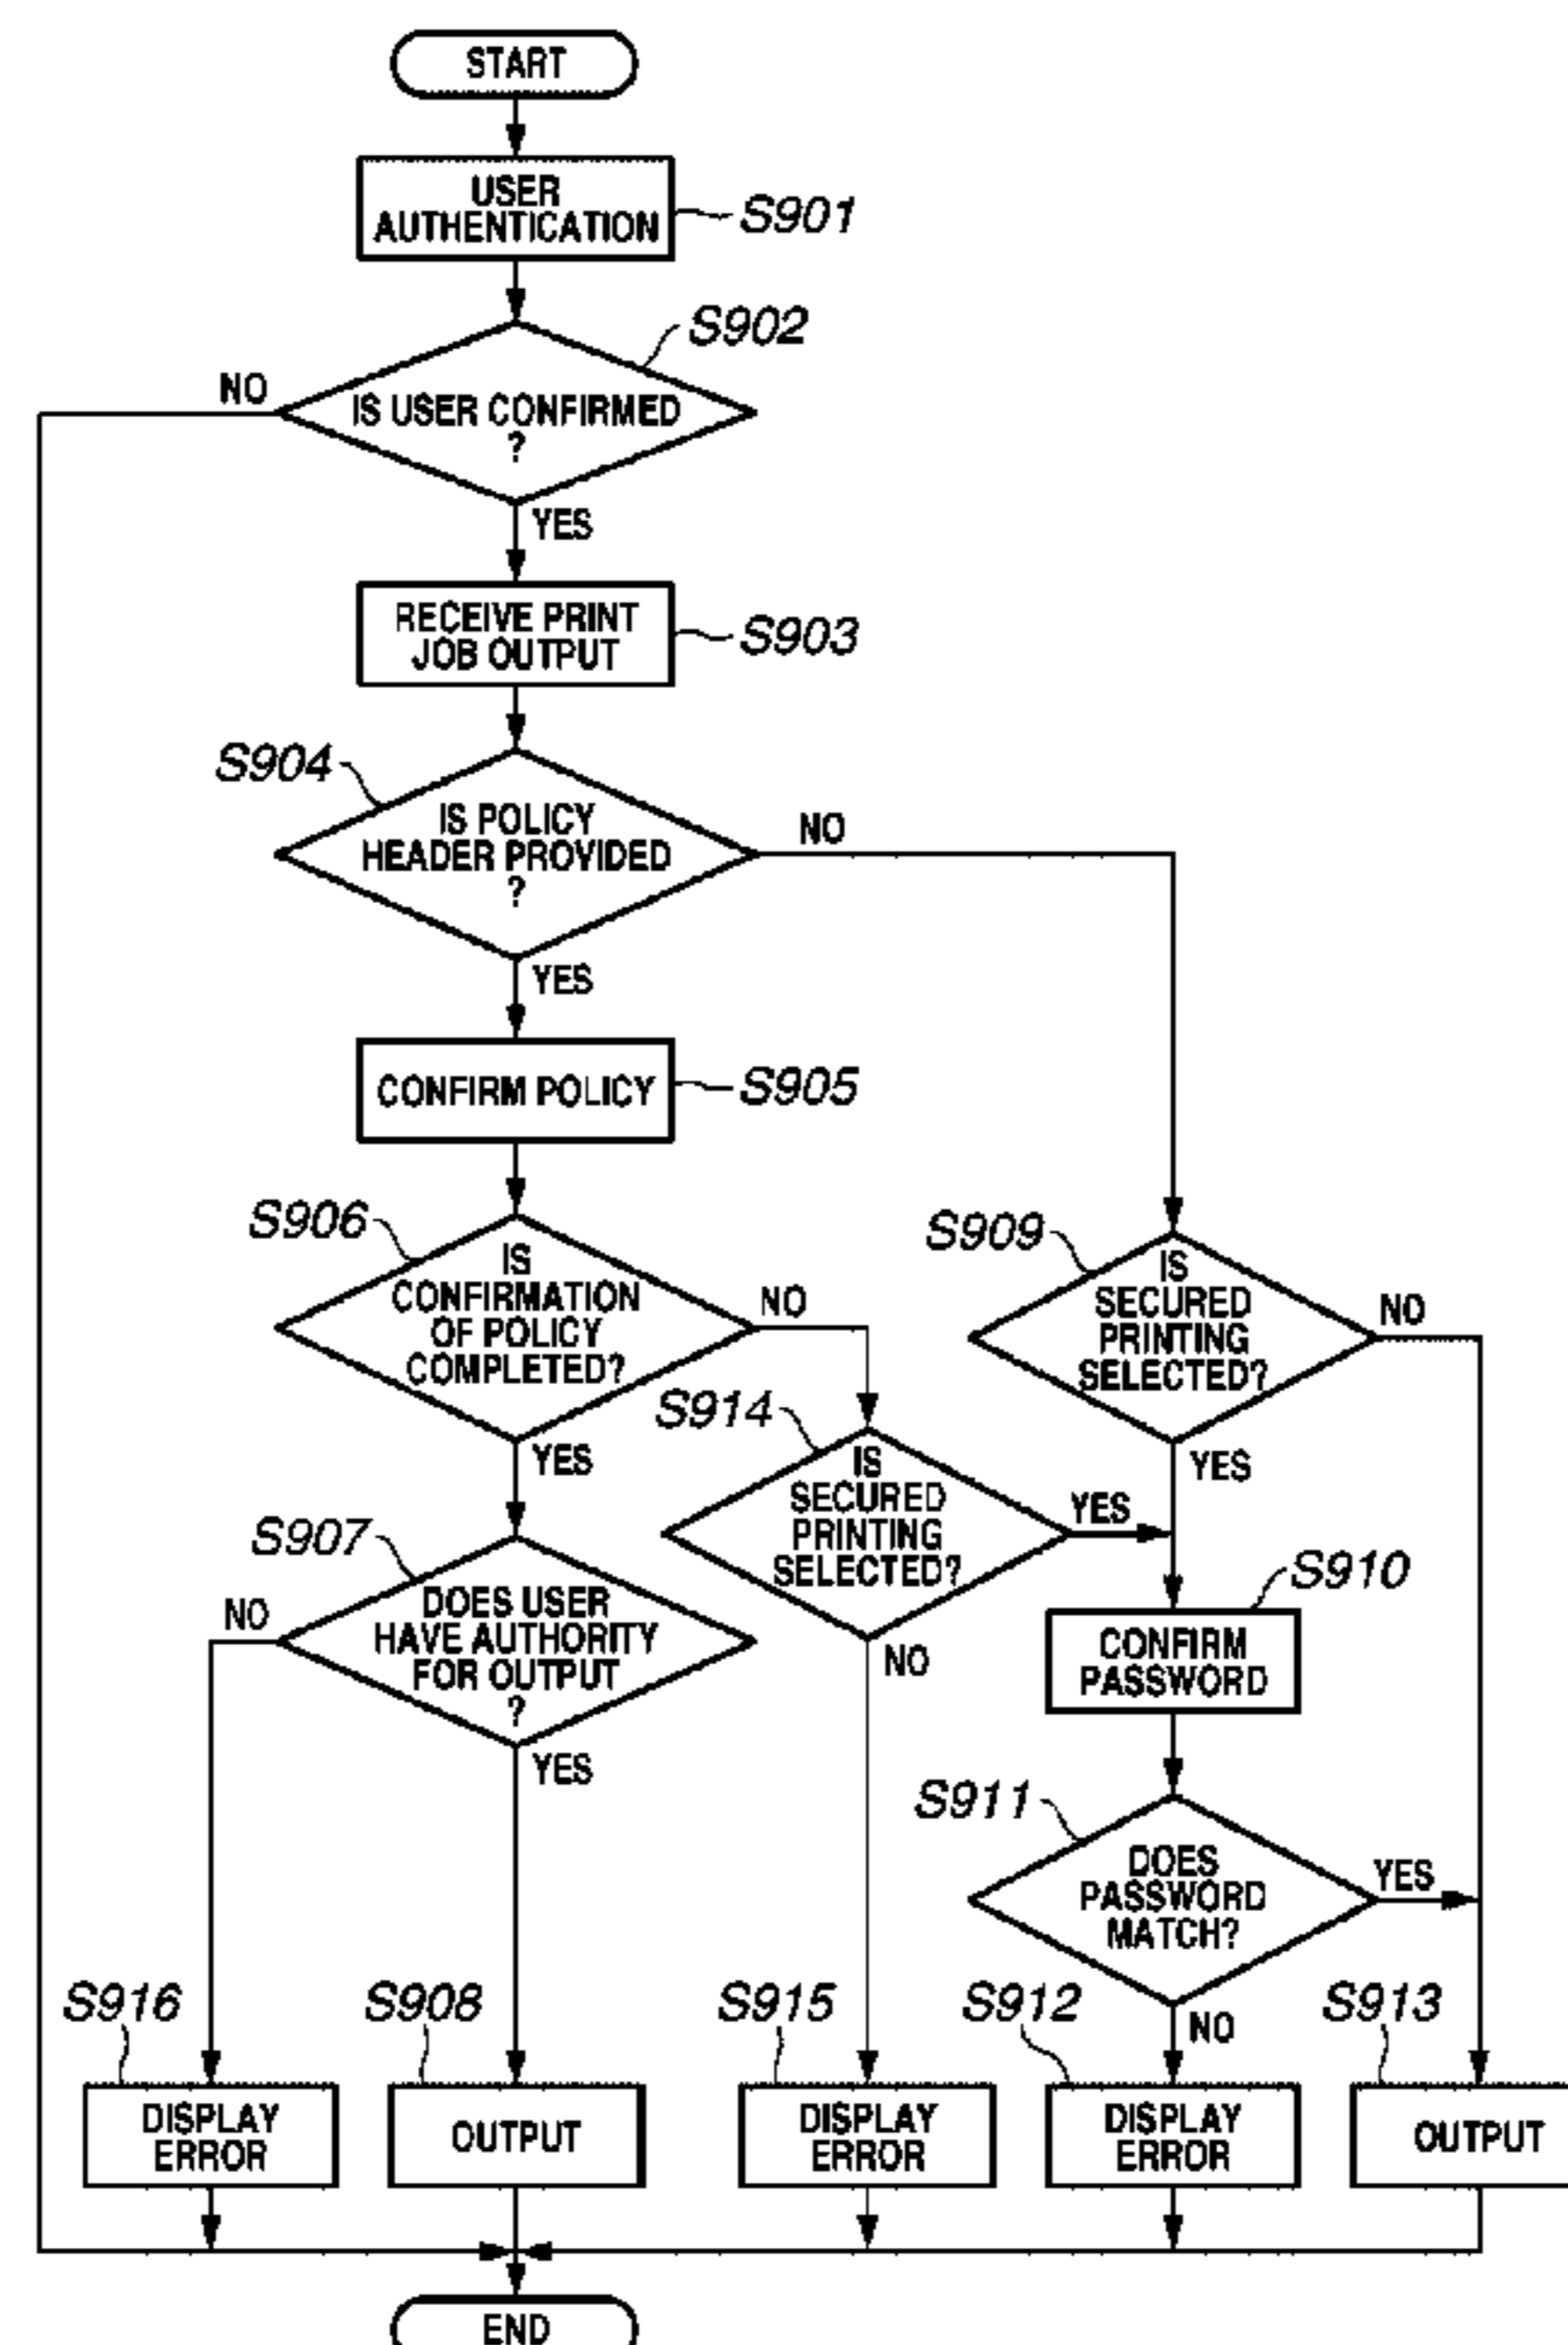 START
USER
AUTHENTICATION
S901
S902
NO
IS USER CONFIRMED
?
YES
RECEIVE PRINT
JOB OUTPUT
S903
S904
IS POLICY
HEADER PROVIDED
?
NO
YES
CONFIRM POLICY
S905
S906
IS
CONFIRMATION
OF POLICY
COMPLETED?
NO
YES
S909
IS
SECURED
PRINTING
SELECTED?
NO
YES
S914
IS
SECURED
PRINTING
SELECTED?
YES
NO
S907
DOES USER
HAVE AUTHORITY
FOR OUTPUT
?
NO
YES
S910
CONFIRM
PASSWORD
S911
DOES
PASSWORD
MATCH?
YES
NO
S916
DISPLAY
ERROR
S908
OUTPUT
S915
DISPLAY
ERROR
S912
DISPLAY
ERROR
S913
OUTPUT
END